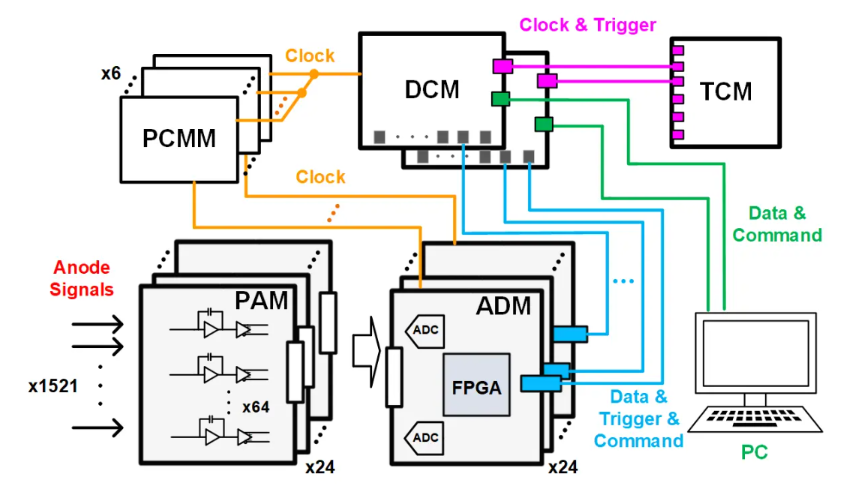 Clock & Trigger
x6
Clock
DCM
TCM
PCMM
Clock
Data &
Command
Anode
Signals
PAM
ADM
ADC
x1521
x64
FPGA
ADC
Data &
Trigger &
Command
PC
x24
x24